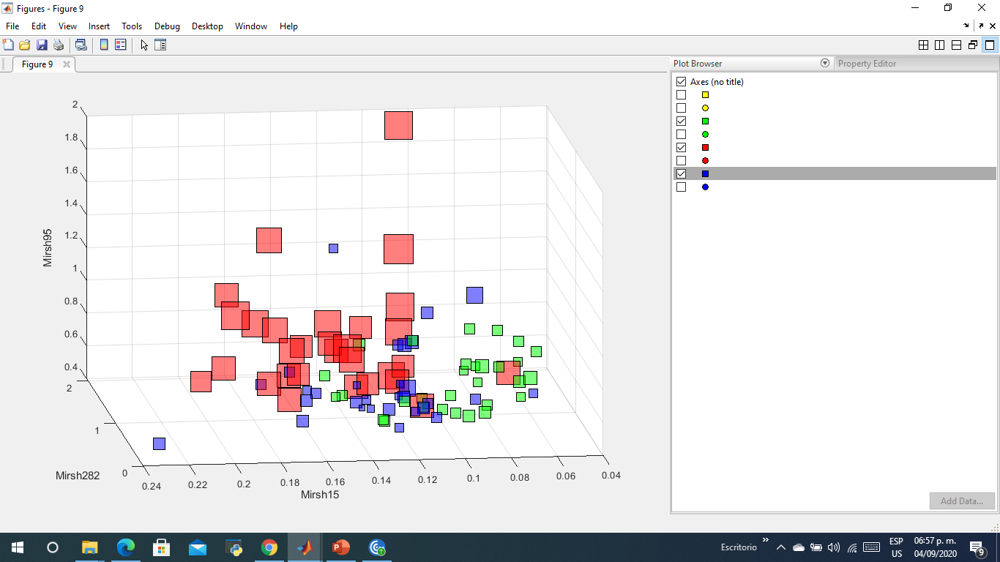 Figures - Figure 9
File Edit View Insert Tools Debug Desktop Window Help
Figure 9
Plot Browser
Property Editor
Axes (no title)
2
1.8
1.6
1.4
1.2
1
0.8
0.6
0.4
Mirsh95
2
1
0
Mirsh282
0.24 0.22 0.2 0.18 0.16 0.14 0.12 0.1 0.08 0.06 0.04
Mirsh15
Add Data...
Escritorio
ESP
US
06:57 p. m.
04/09/2020
9